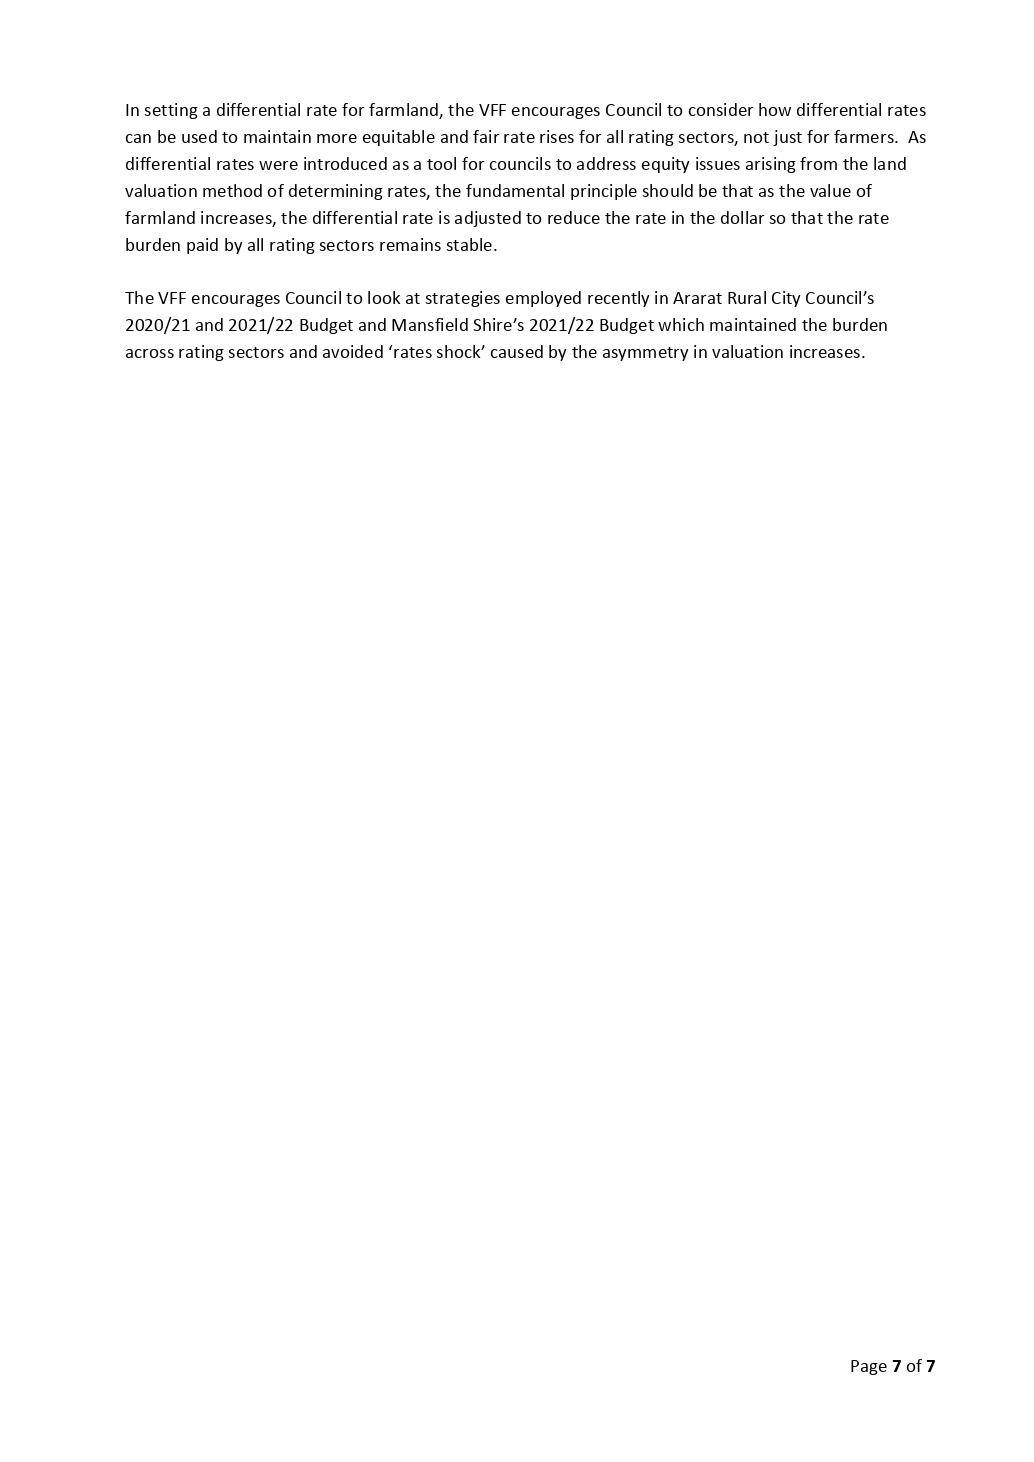 In setting a differential rate for farmland, the VFF encourages Council to consider how differential rates
can be used to maintain more equitable and fair rate rises for all rating sectors, not just for farmers.  As
differential rates were introduced as a tool for councils to address equity issues arising from the land
valuation method of determining rates, the fundamental principle should be that as the value of
farmland increases, the differential rate is adjusted to reduce the rate in the dollar so that the rate
burden paid by all rating sectors remains stable.
The VFF encourages Council to look at strategies employed recently in Ararat Rural City Council’s
2020/21 and 2021/22 Budget and Mansfield Shire’s 2021/22 Budget which maintained the burden
across rating sectors and avoided ‘rates shock’ caused by the asymmetry in valuation increases.
Page 7 of 7